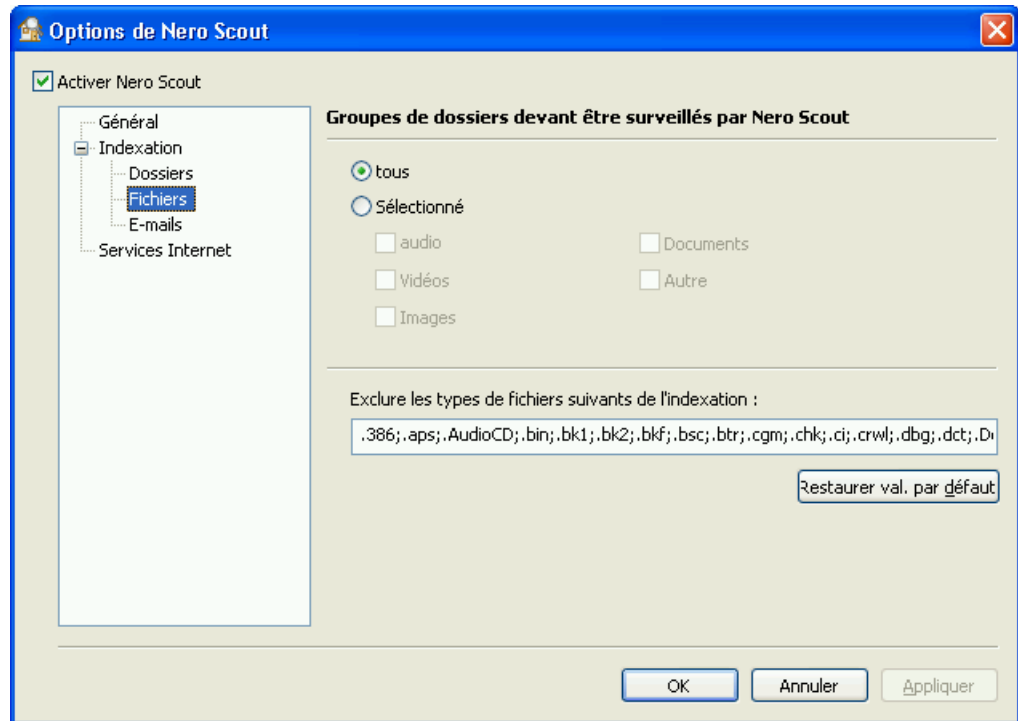 Options de Nero Scout
Activer Nero Scout
Général
Indexation
Dossiers
Fichiers
E-mails
Services Internet
Groupes de dossiers devant être surveillés par Nero Scout
tous
Sélectionné
audio
Documents
Vidéos
Autre
Images
Exclure les types de fichiers suivants de l'indexation :
.386;.aps;.AudioCD;.bin;.bk1;.bk2;.bkf;.bsc;.btr;.cgm;.chk;.ci;.crwl;.dbg;.dct;
Restaurer val. par défaut
OK
Annuler
Appliquer